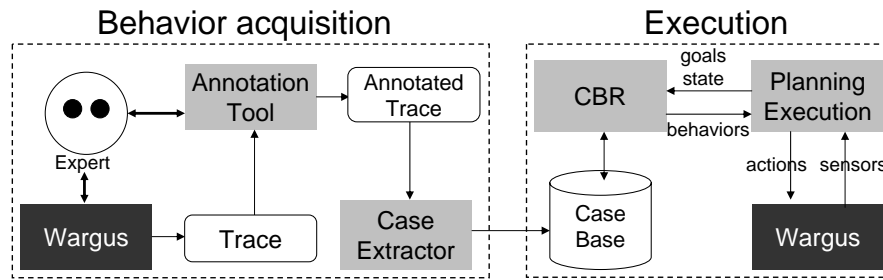 Behavior acquisition
Execution
Expert
Annotation
Tool
Annotated
Trace
Wargus
Trace
Case
Extractor
CBR
goals
state
behaviors
Planning
Execution
actions
sensors
Case
Base
Wargus